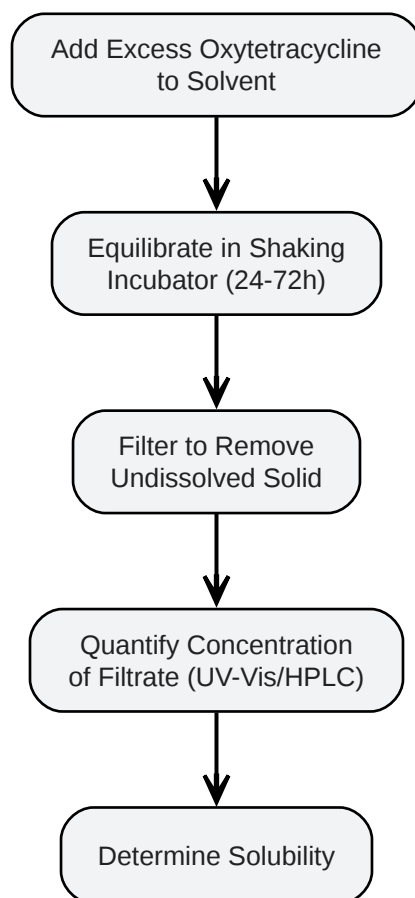 Add Excess Oxytetracycline
to Solvent
Equilibrate in Shaking
Incubator (24-72h)
Filter to Remove
Undissolved Solid
Quantify Concentration
of Filtrate (UV-Vis/HPLC)
Determine Solubility